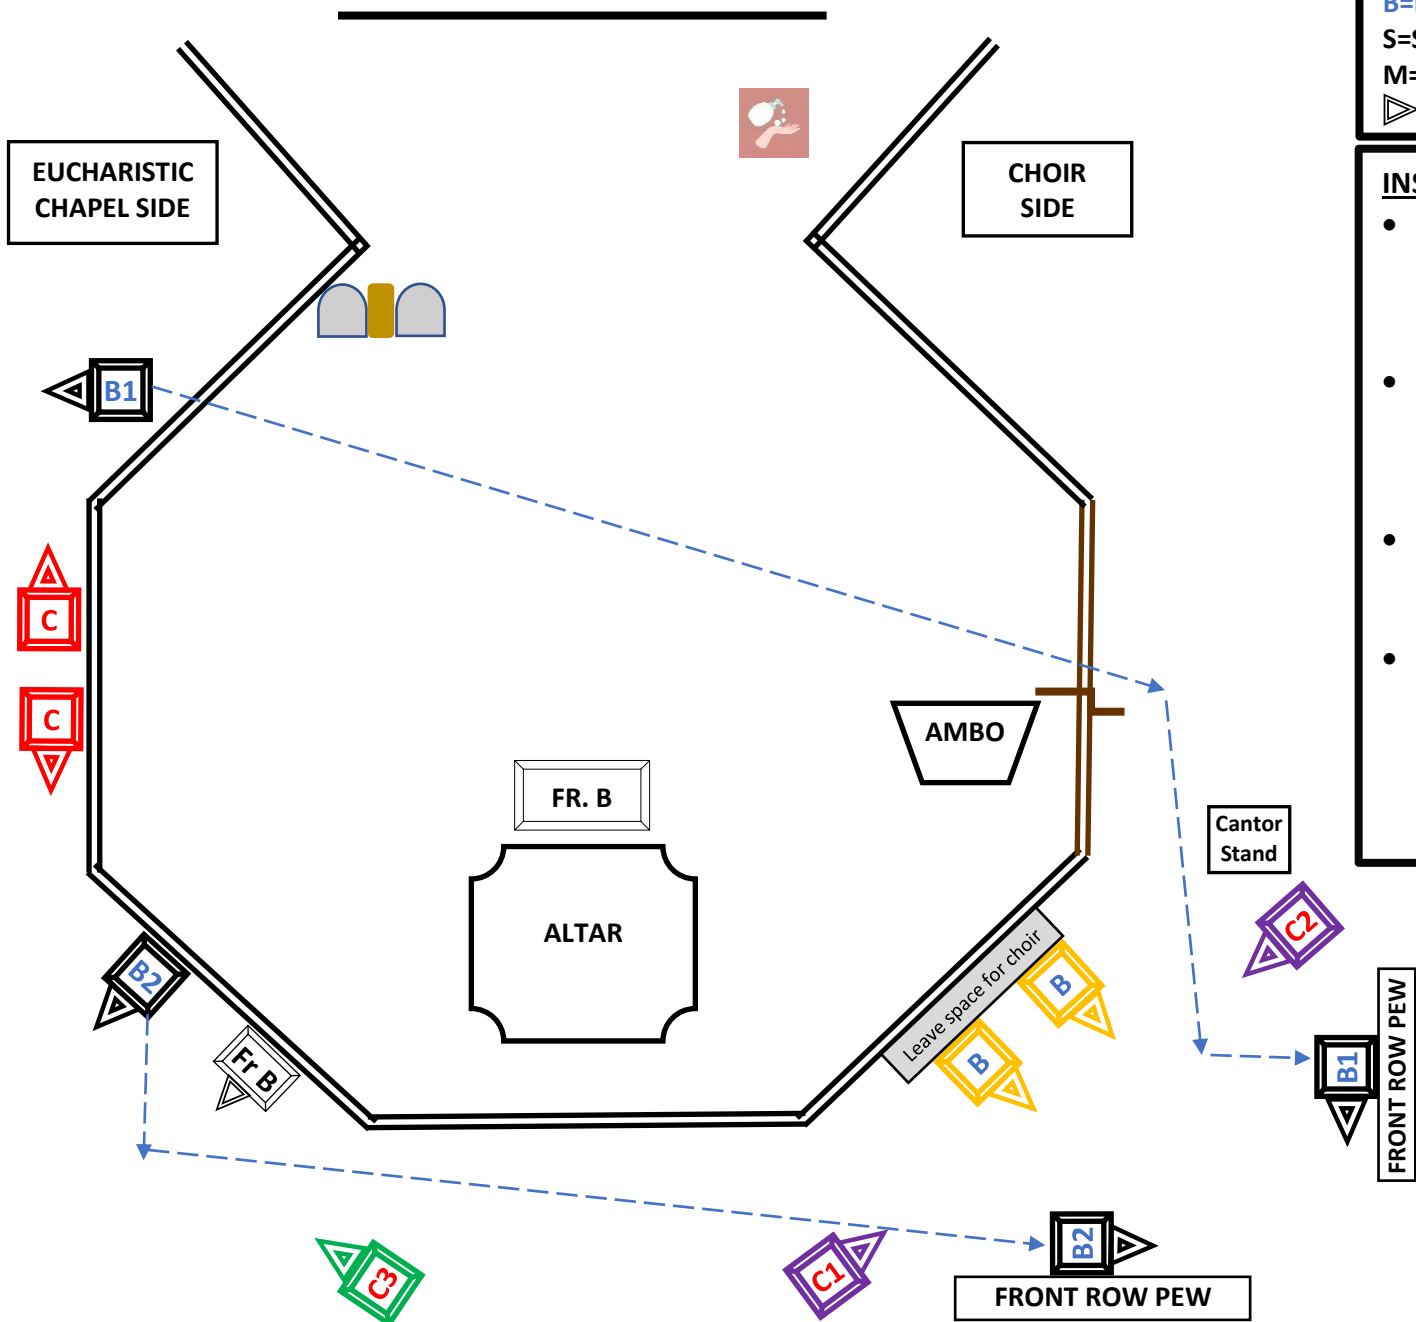 B=
S=S
M=
INS
EUCHARISTIC
CHAPEL SIDE
CHOIR
SIDE
B1
C
C
AMBO
FR. B
Cantor
Stand
ALTAR
C2
B2
Leave space for choir
B
B
Fr B
B1
FRONT ROW PEW
C3
C1
B2
FRONT ROW PEW